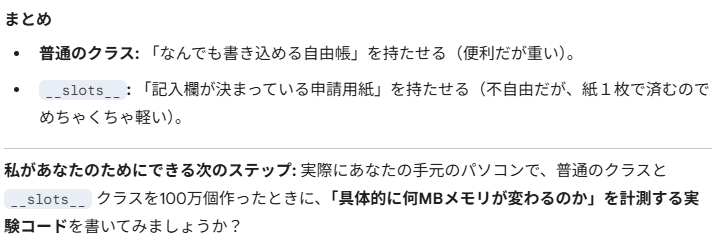 まとめ
• 普通のクラス: 「なんでも書き込める自由帳」を持たせる（便利だが重い）。
• __slots__ : 「記入欄が決まっている申請用紙」を持たせる（不自由だが、紙１枚で済むので
めちゃくちゃ軽い）。
私があなたのためにできる次のステップ: 実際にあなたの手元のパソコンで、普通のクラスと
__slots__ クラスを100万個作ったときに、「具体的に何MBメモリが変わるのか」を計測する実
験コードを書いてみましょうか？